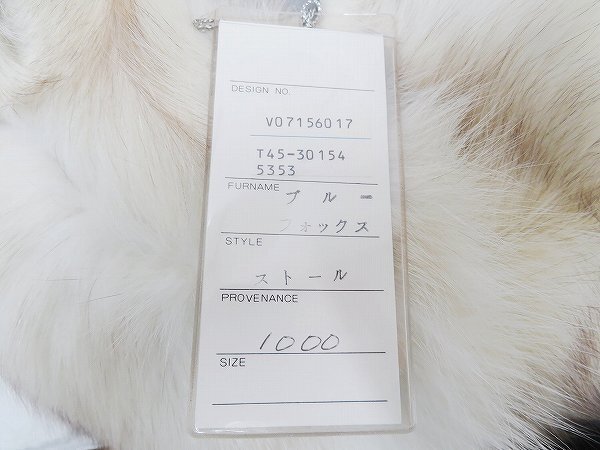 DESIGN NO.
V07156017
T45-30154
5353
FURNAME ブルー
フォックス
STYLE
ストール
PROVENANCE
1000
SIZE